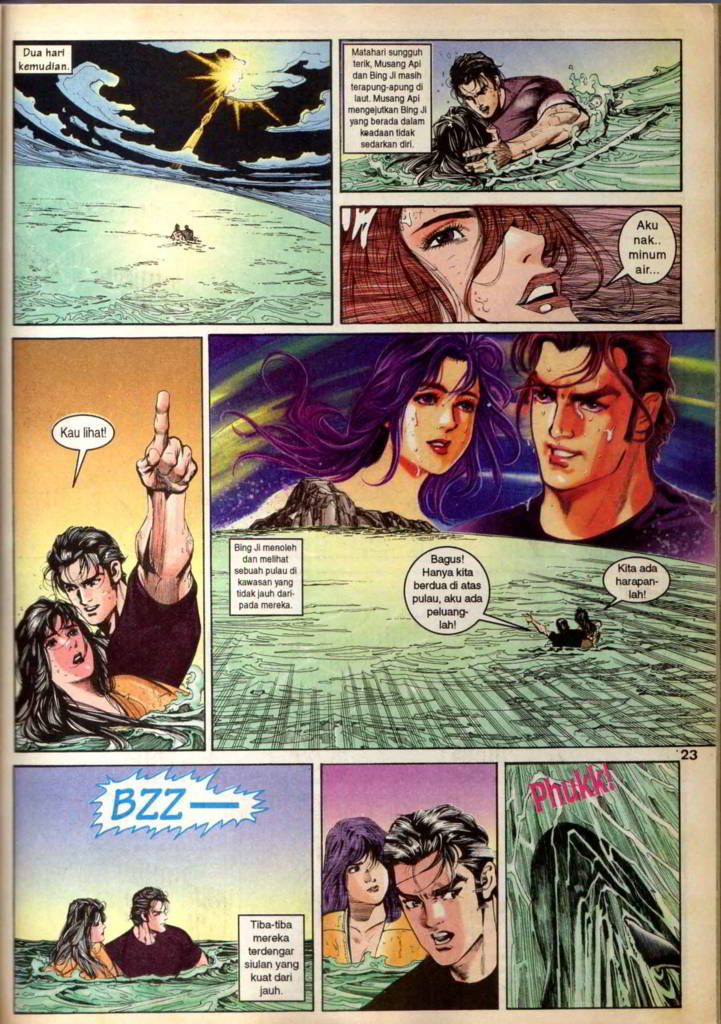 Dua hari
kemudian.
Matahari sungguh
terik, Musang Api
dan Bing Ji masih
terapung-apung di
laut. Musang Api
mengejutkan Bing Ji
yang berada dalam
keadaan tidak
sedarkan diri.
Aku
nak..
minum
air...
Kau lihat!
Bing Ji menoleh
dan melihat
sebuah pulau di
kawasan yang
tidak jauh dari-
pada mereka.
Bagus!
Hanya kita
berdua di atas
pulau, aku ada
peluang-
lah!
Kita ada
harapan-
lah!
23
BZZ—
Tiba-tiba
mereka
terdengar
siulan yang
kuat dari
jauh.
Phukk!